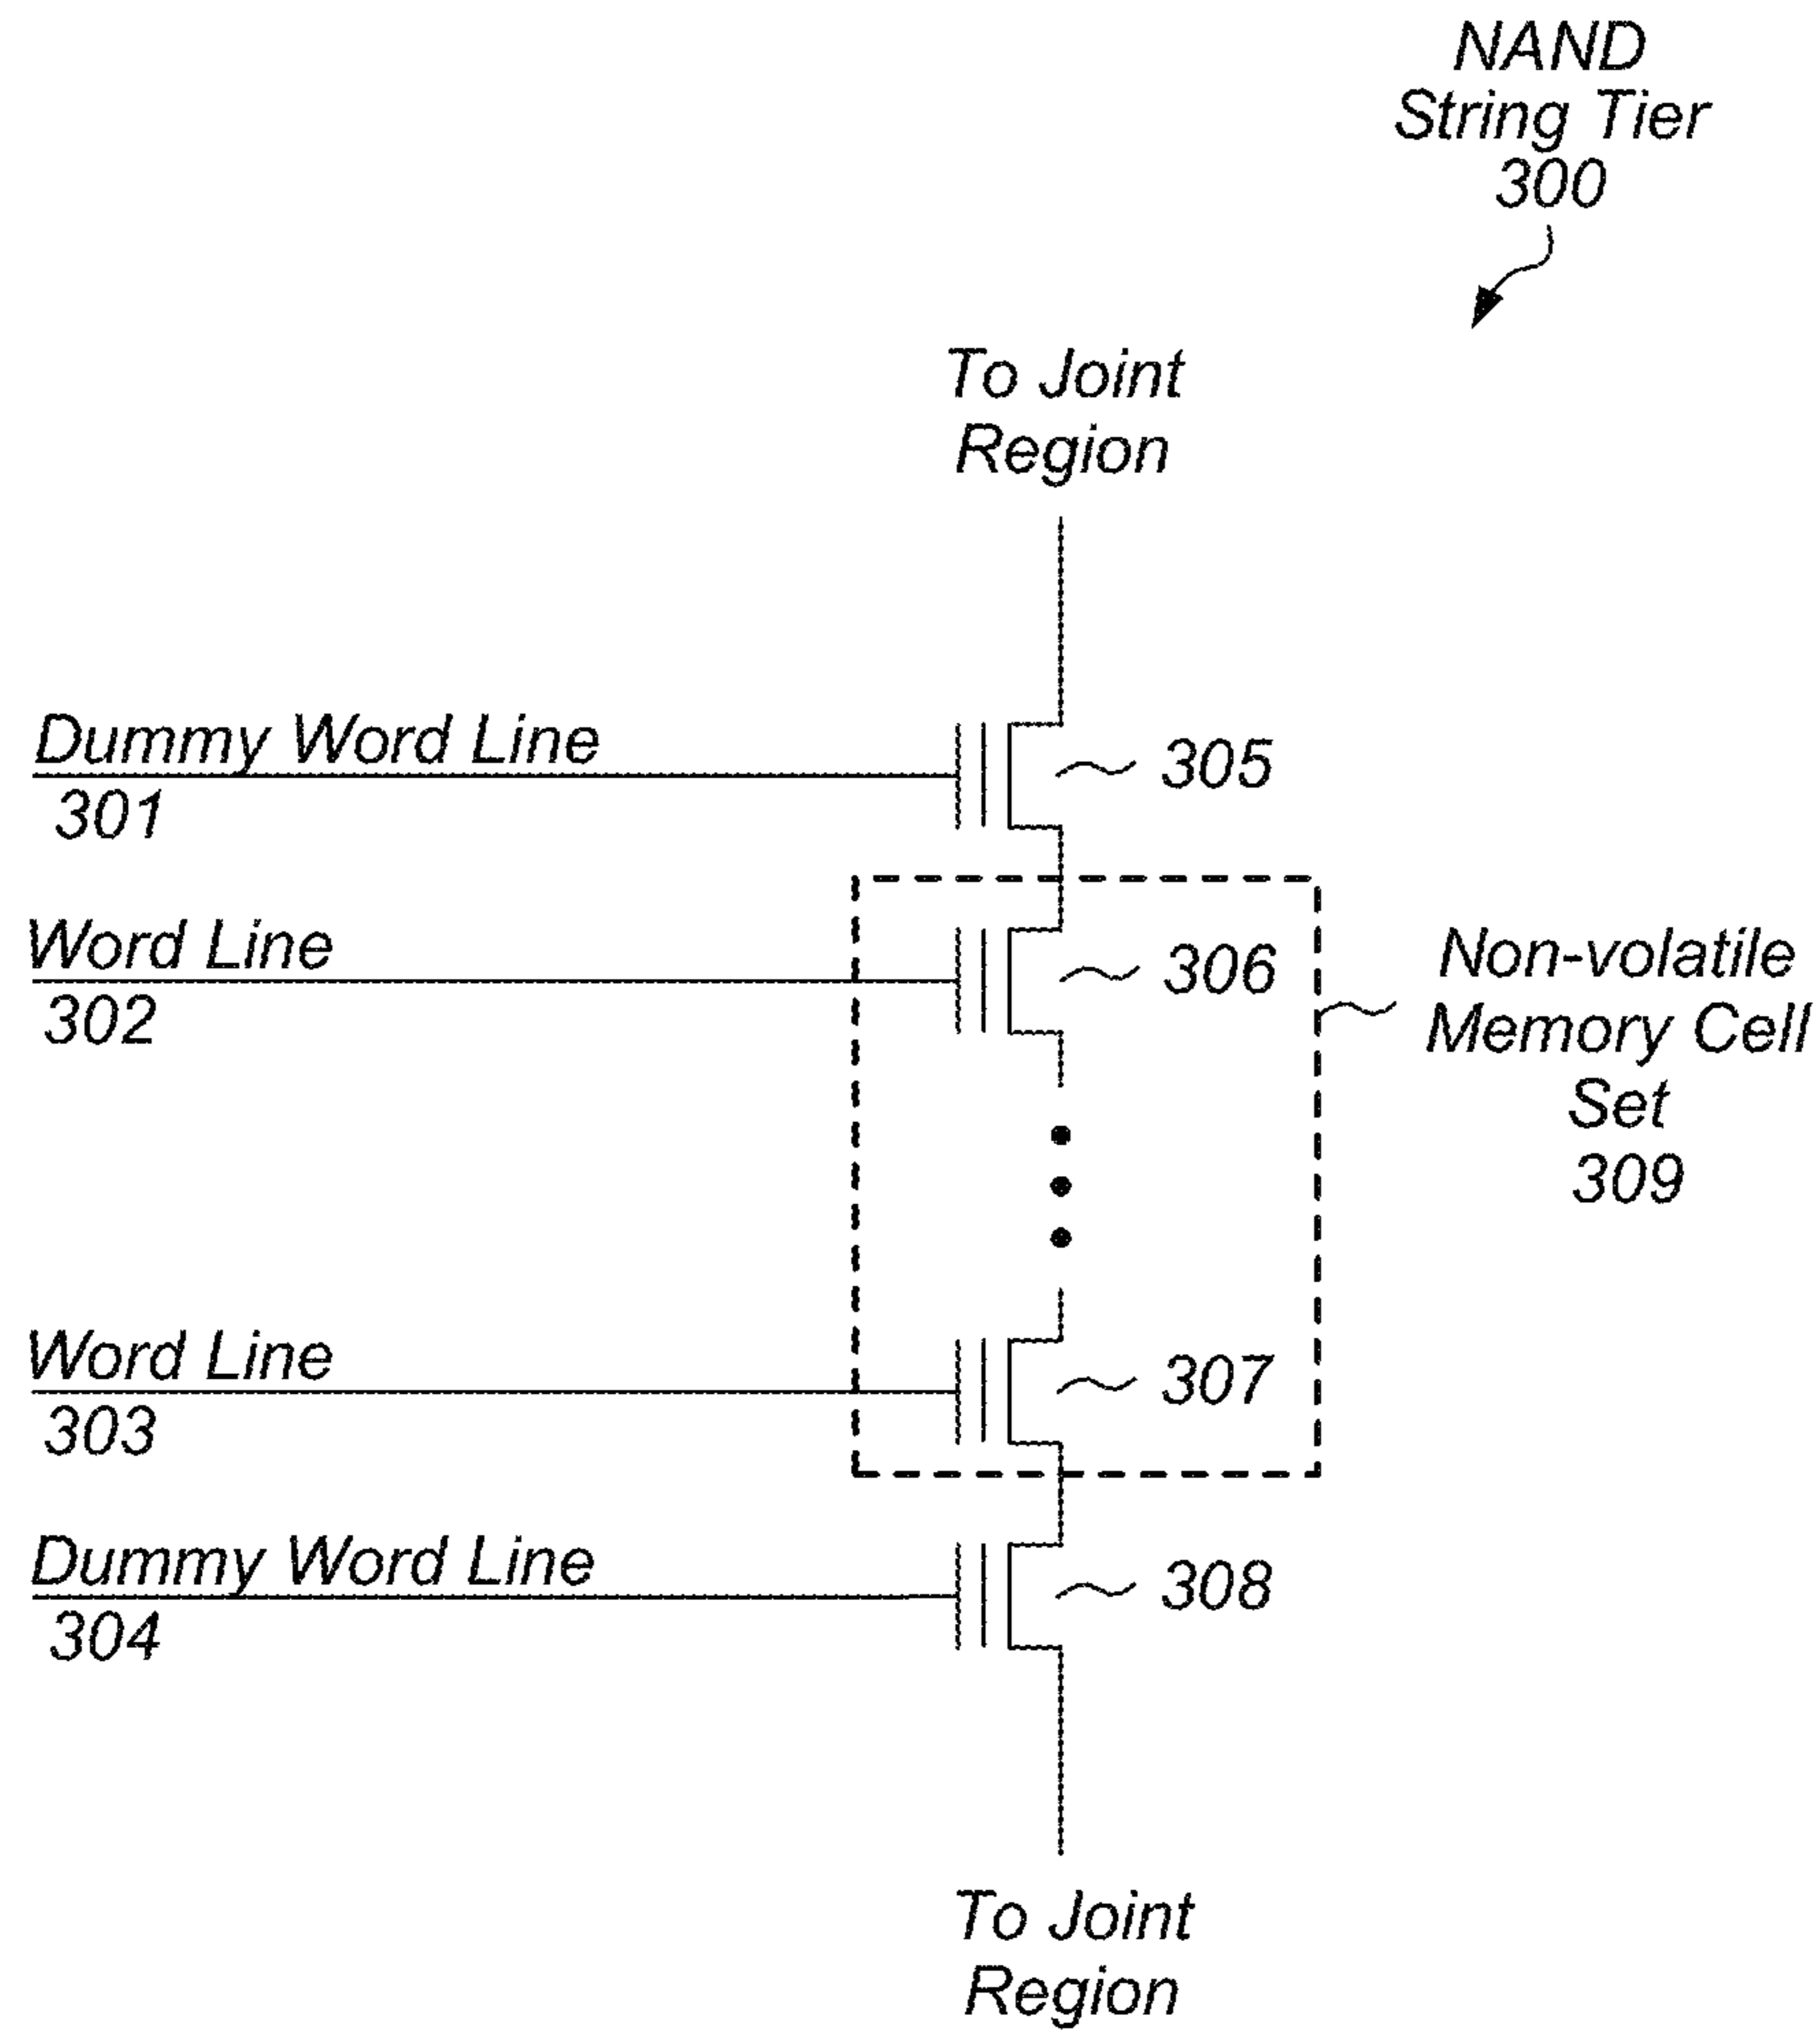 NAND
String Tier
300
To Joint
Region
Dummy Word Line
301
305
Word Line
302
306
Non-volatile
Memory Cell
Set
309
Word Line
303
307
Dummy Word Line
304
308
To Joint
Region